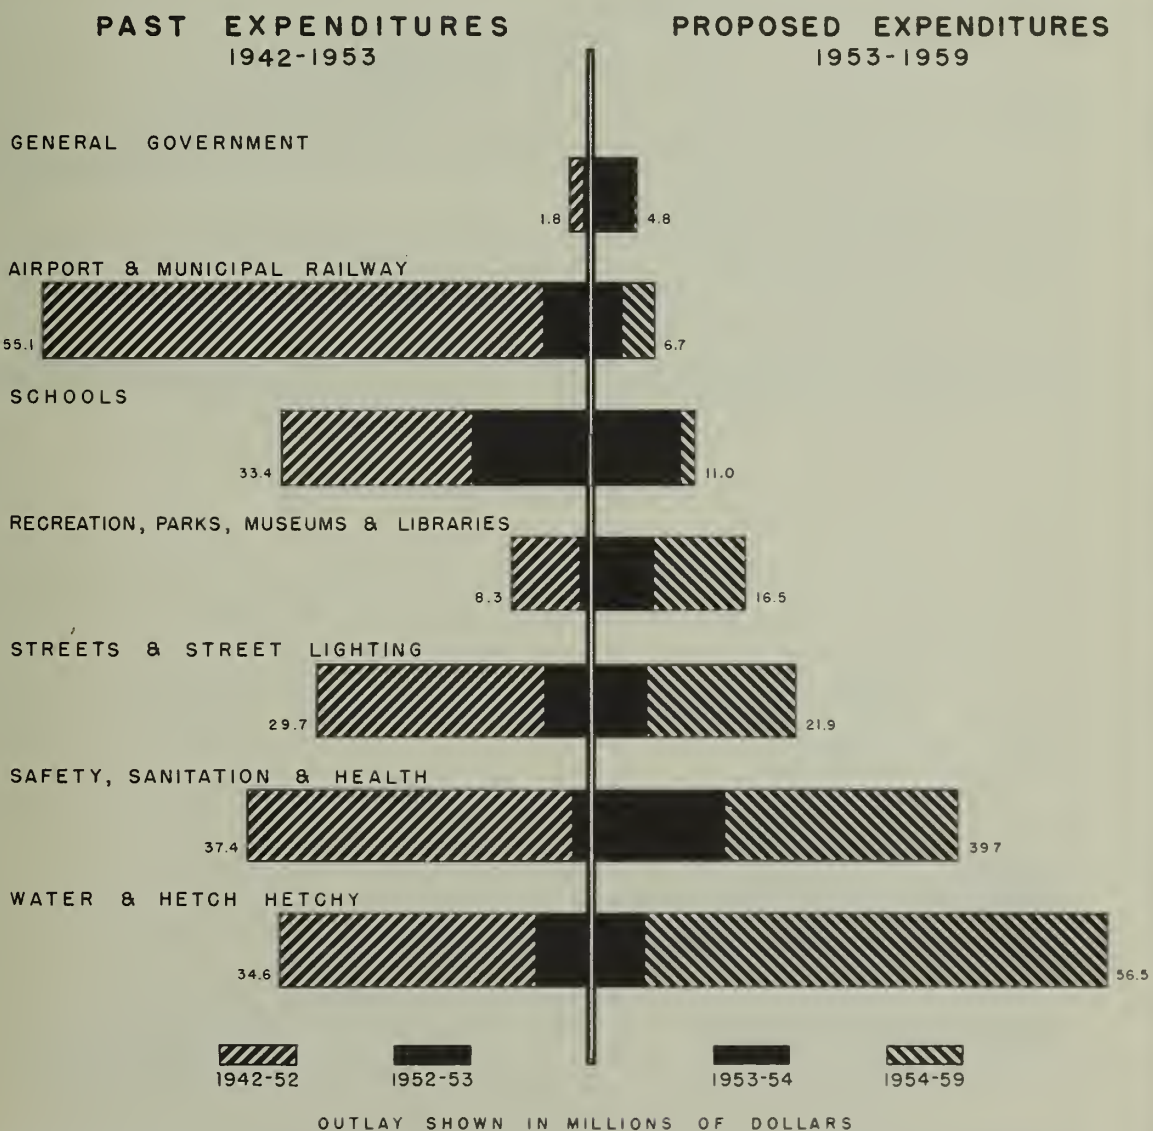 PAST EXPENDITURES
1942-1953
PROPOSED EXPENDITURES
1953-1959
GENERAL GOVERNMENT
1.8
4.8
AIRPORT & MUNICIPAL RAILWAY
55.1
6.7
SCHOOLS
33.4
11.0
RECREATION, PARKS, MUSEUMS & LIBRARIES
8.3
16.5
STREETS & STREET LIGHTING
29.7
21.9
SAFETY, SANITATION & HEALTH
37.4
39.7
WATER & HETCH HETCHY
34.6
56.5
1942-52
1952-53
1953-54
1954-59
OUTLAY SHOWN IN MILLIONS OF DOLLARS